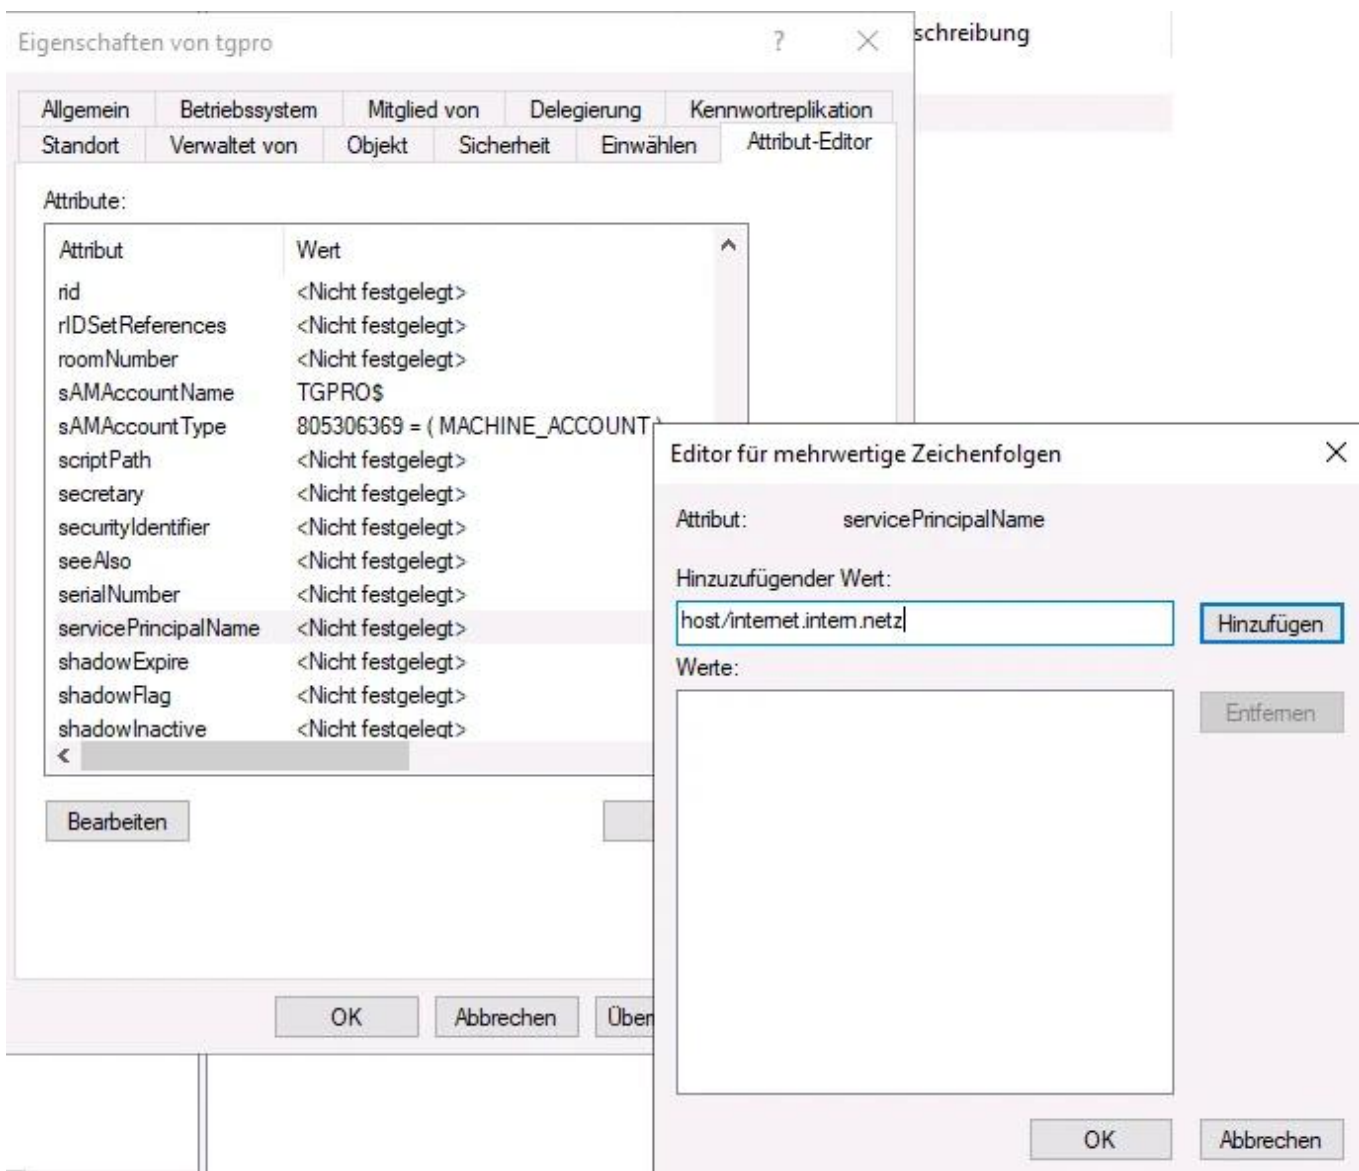 Eigenschaften von tgpro
?
schreibung
Allgemein Betriebssystem Mitglied von Delegierung Kennwortreplikation
Standort Verwaltet von Objekt Sicherheit Einwählen Attribut-Editor
Attribute:
Attribut Wert
rid <Nicht festgelegt>
rIDSetReferences <Nicht festgelegt>
roomNumber <Nicht festgelegt>
sAMAccountName TGPRO$
sAMAccountType 805306369 = ( MACHINE_ACCOUNT )
scriptPath <Nicht festgelegt>
secretary <Nicht festgelegt>
securityIdentifier <Nicht festgelegt>
seeAlso <Nicht festgelegt>
serialNumber <Nicht festgelegt>
servicePrincipalName <Nicht festgelegt>
shadowExpire <Nicht festgelegt>
shadowFlag <Nicht festgelegt>
shadowInactive <Nicht festgelegt>
Bearbeiten
OK Abbrechen Über
Editor für mehrwertige Zeichenfolgen
Attribut: servicePrincipalName
Hinzuzufügender Wert:
host/internet.intern.netz
Hinzufügen
Werte:
Entfernen
OK Abbrechen